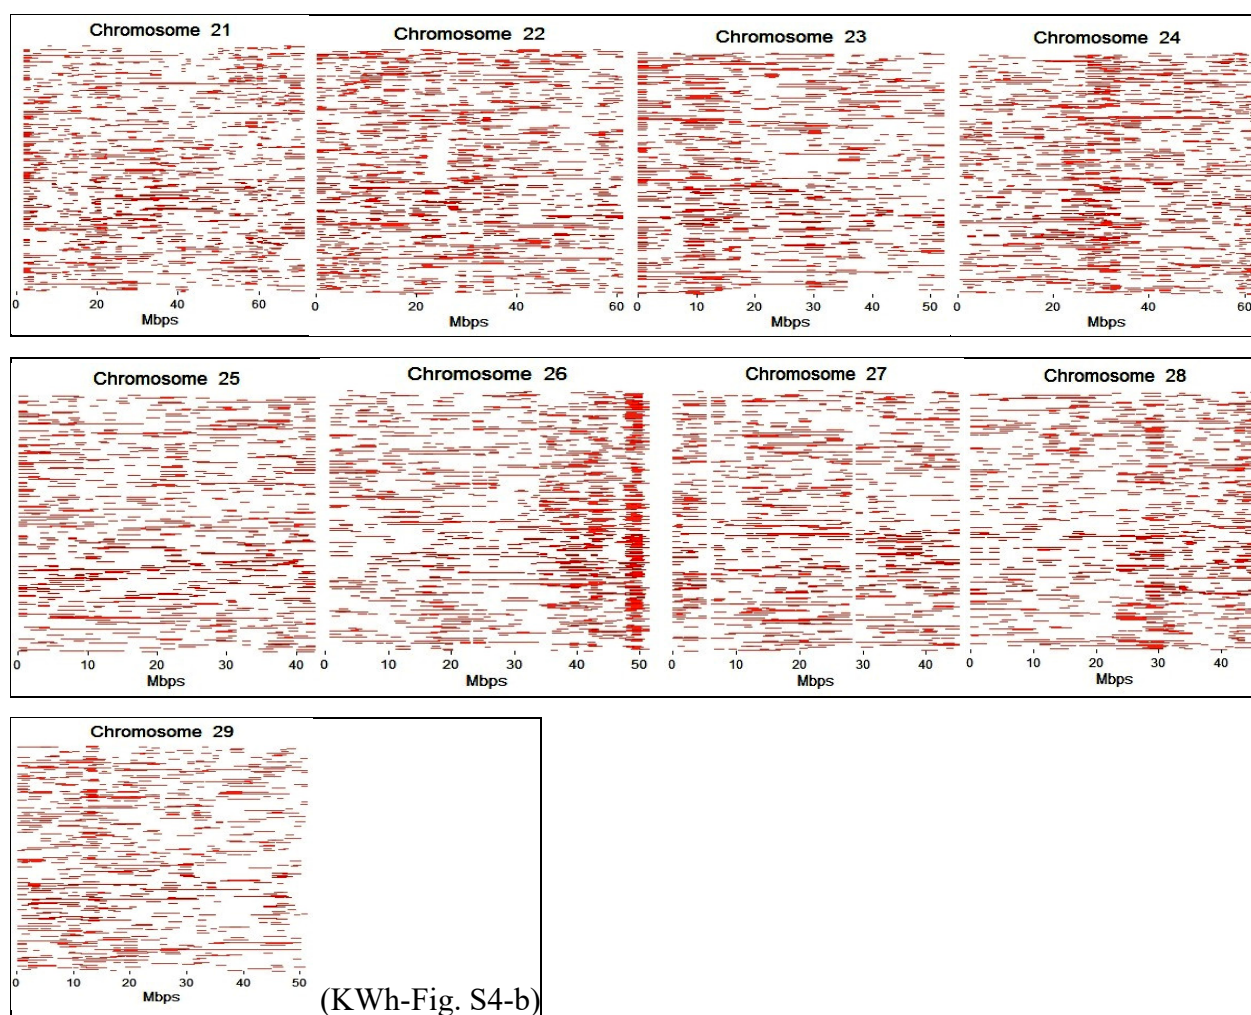 Chromosome 21
Chromosome 22
Chromosome 23
Chromosome 24
0 20 40 60
0 20 40 60
0 10 20 30 40 50
0 20 40 60
Mbps
Mbps
Mbps
Mbps
Chromosome 25
Chromosome 26
Chromosome 27
Chromosome 28
0 10 20 30 40
0 10 20 30 40 50
0 10 20 30 40
0 10 20 30 40
Mbps
Mbps
Mbps
Mbps
Chromosome 29
0 10 20 30 40 50
Mbps
(KWh-Fig. S4-b)